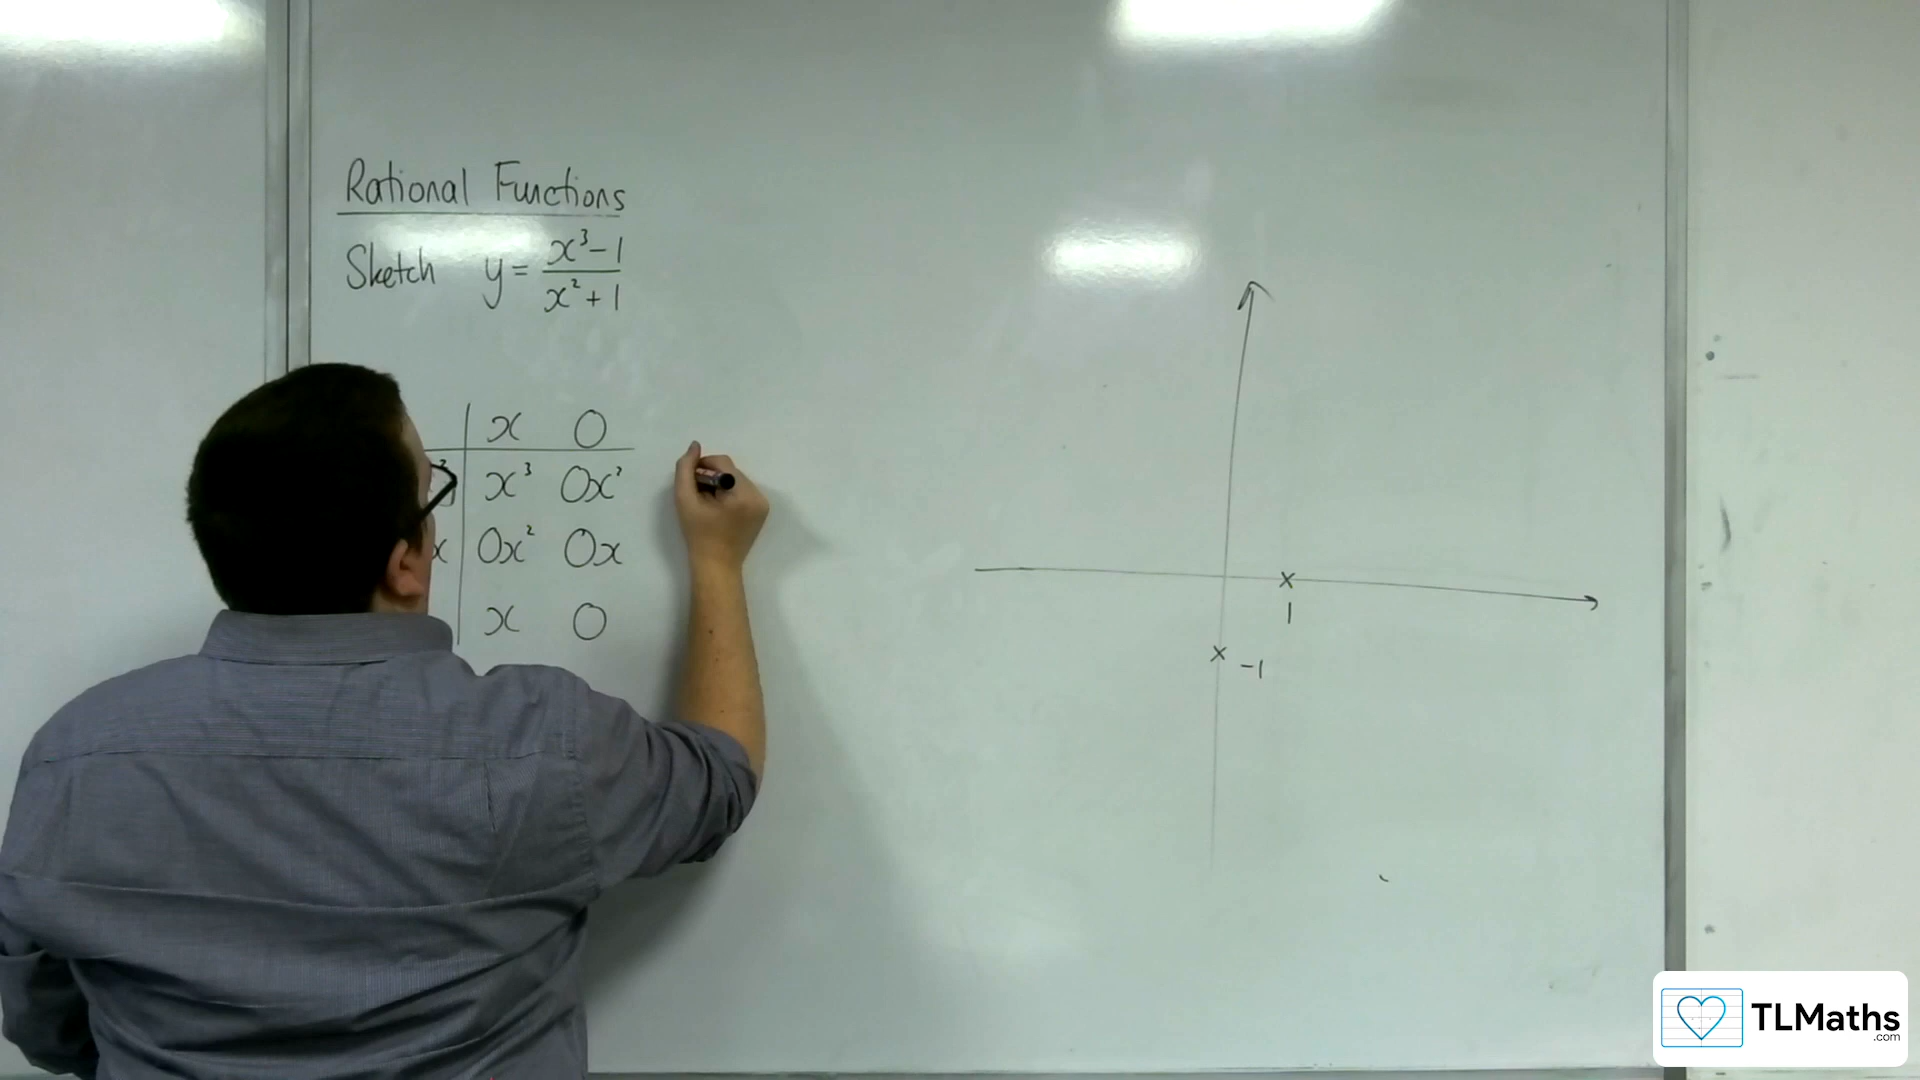 Rational Functions
Sketch y = x³-1 / x²+1
x 0
x³ 0x²
x 0x² 0x
x 0
1
-1
TLMaths
.com